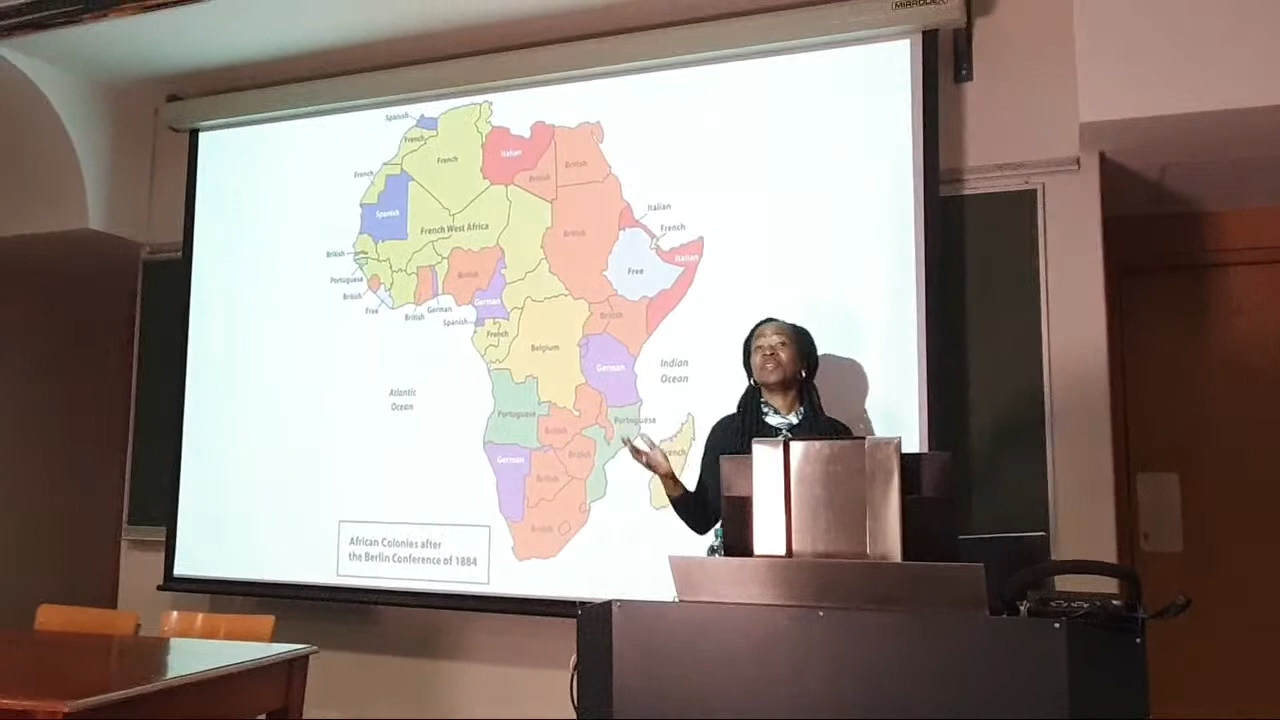 MIRROLEX
Spanish
French
French
French
Italian
British
British
Spanish
French West Africa
British
Italian
French
Italian
Free
British
Portuguese
British
Free
British
German
Spanish
British
German
French
Belgium
British
German
Indian
Ocean
Atlantic
Ocean
Portuguese
British
Portuguese
French
German
British
British
British
African Colonies after
the Berlin Conference of 1884